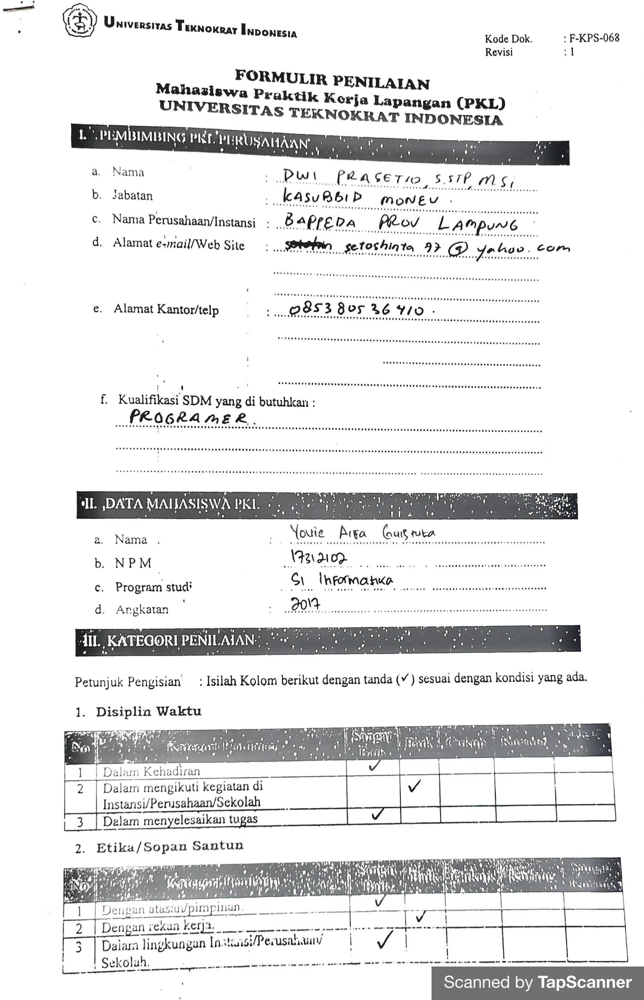 UNIVERSITAS TEKNOKRAT INDONESIA
Kode Dok. : F-KPS-068
Revisi : 1
FORMULIR PENILAIAN
Mahasiswa Praktik Kerja Lapangan (PKL)
UNIVERSITAS TEKNOKRAT INDONESIA
I. PEMBIMBING PKL PERUSAHAAN
a. Nama : DWI PRASETIO, S.STP, M.Si
b. Jabatan : KASUBBID MONEV.
c. Nama Perusahaan/Instansi : BAPPEDA PROV LAMPUNG
d. Alamat e-mail/Web Site : setoshinta 97 @ yahoo.com
e. Alamat Kantor/telp : 085380536410.
f. Kualifikasi SDM yang di butuhkan :
PROGRAMER.
II. DATA MAHASISWA PKL
a. Nama : Youie
b. N P M 17312102
c. Program studi S1 Informatika
d. Angkatan : 2017
III. KATEGORI PENILAIAN
Petunjuk Pengisian : Isilah Kolom berikut dengan tanda (✓) sesuai dengan kondisi yang ada.
1. Disiplin Waktu
No Kategori Penilaian Sangat Baik Baik Cukup Kurang
1 Dalam Kehadiran ✓
2 Dalam mengikuti kegiatan di ✓
Instansi/Perusahaan/Sekolah
3 Dalam menyelesaikan tugas ✓
2. Etika/Sopan Santun
No Kategori Penilaian Sangat Baik Baik Cukup Kurang Sangat Kurang
1 Dengan atasan/pimpinan. ✓
2 Dengan rekan kerja. ✓
3 Dalam lingkungan Instansi/Perusahaan/ ✓
Sekolah.
Scanned by TapScanner